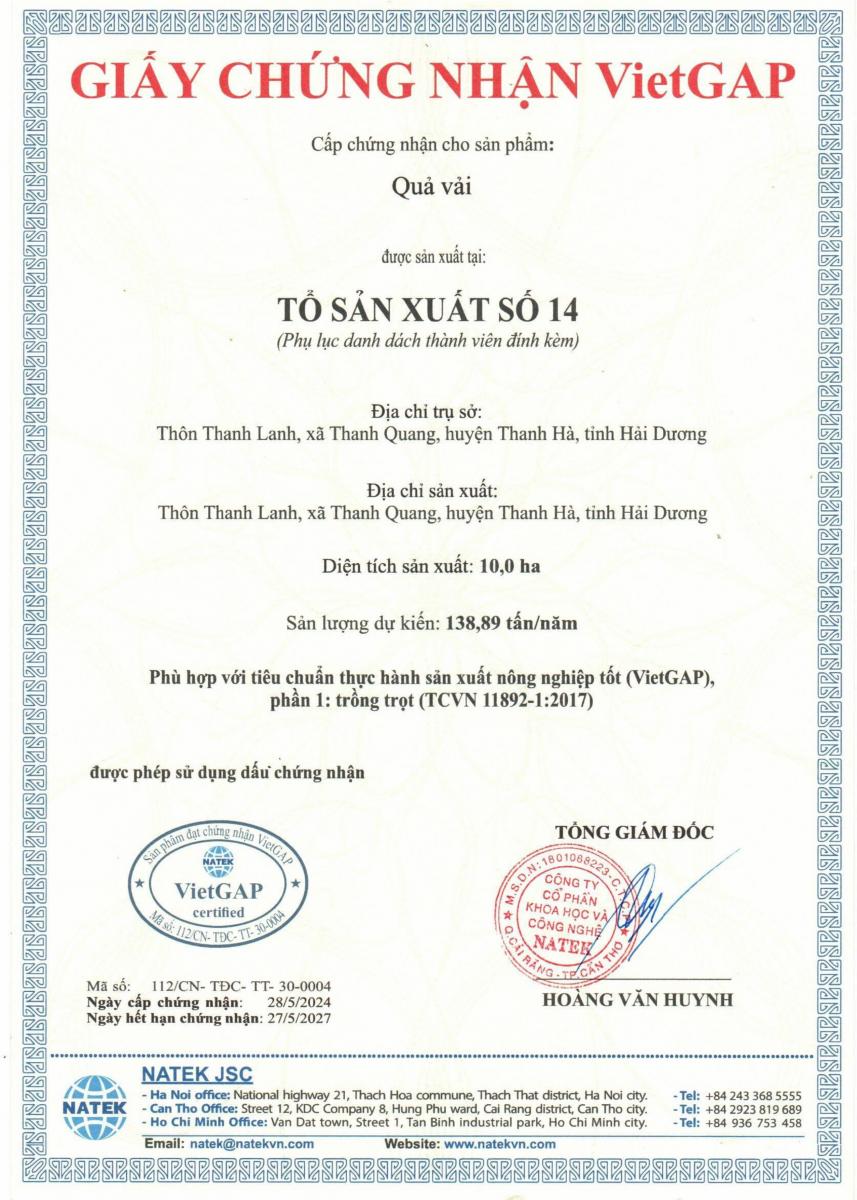 GIẤY CHỨNG NHẬN VietGAP
Cấp chứng nhận cho sản phẩm:
Quả vải
được sản xuất tại:
TỔ SẢN XUẤT SỐ 14
(Phụ lục danh dách thành viên đính kèm)
Địa chỉ trụ sở:
Thôn Thanh Lanh, xã Thanh Quang, huyện Thanh Hà, tỉnh Hải Dương
Địa chỉ sản xuất:
Thôn Thanh Lanh, xã Thanh Quang, huyện Thanh Hà, tỉnh Hải Dương
Diện tích sản xuất: 10,0 ha
Sản lượng dự kiến: 138,89 tấn/năm
Phù hợp với tiêu chuẩn thực hành sản xuất nông nghiệp tốt (VietGAP),
phần 1: trồng trọt (TCVN 11892-1:2017)
được phép sử dụng dấu chứng nhận
Sản phẩm đạt chứng nhận VietGAP
NATEK
VietGAP
certified
Mã số: 112/CN- TĐC- TT- 30-0004
TỔNG GIÁM ĐỐC
M.S.D.N:1801068223-C.T.C.P
CÔNG TY
CỔ PHẦN
KHOA HỌC VÀ
CÔNG NGHỆ
NATEK
Q.CÁI RĂNG-TP.CẦN THƠ
HOÀNG VĂN HUYNH
Mã số: 112/CN- TĐC- TT- 30-0004
Ngày cấp chứng nhận: 28/5/2024
Ngày hết hạn chứng nhận: 27/5/2027
NATEK
NATEK JSC
- Ha Noi office: National highway 21, Thach Hoa commune, Thach That district, Ha Noi city. - Tel: +84 243 368 5555
- Can Tho Office: Street 12, KDC Company 8, Hung Phu ward, Cai Rang district, Can Tho city. - Tel: +84 2923 819 689
- Ho Chi Minh Office: Van Dat town, Street 1, Tan Binh industrial park, Ho Chi Minh city. - Tel: +84 936 753 458
Email: natek@natekvn.com Website: www.natekvn.com